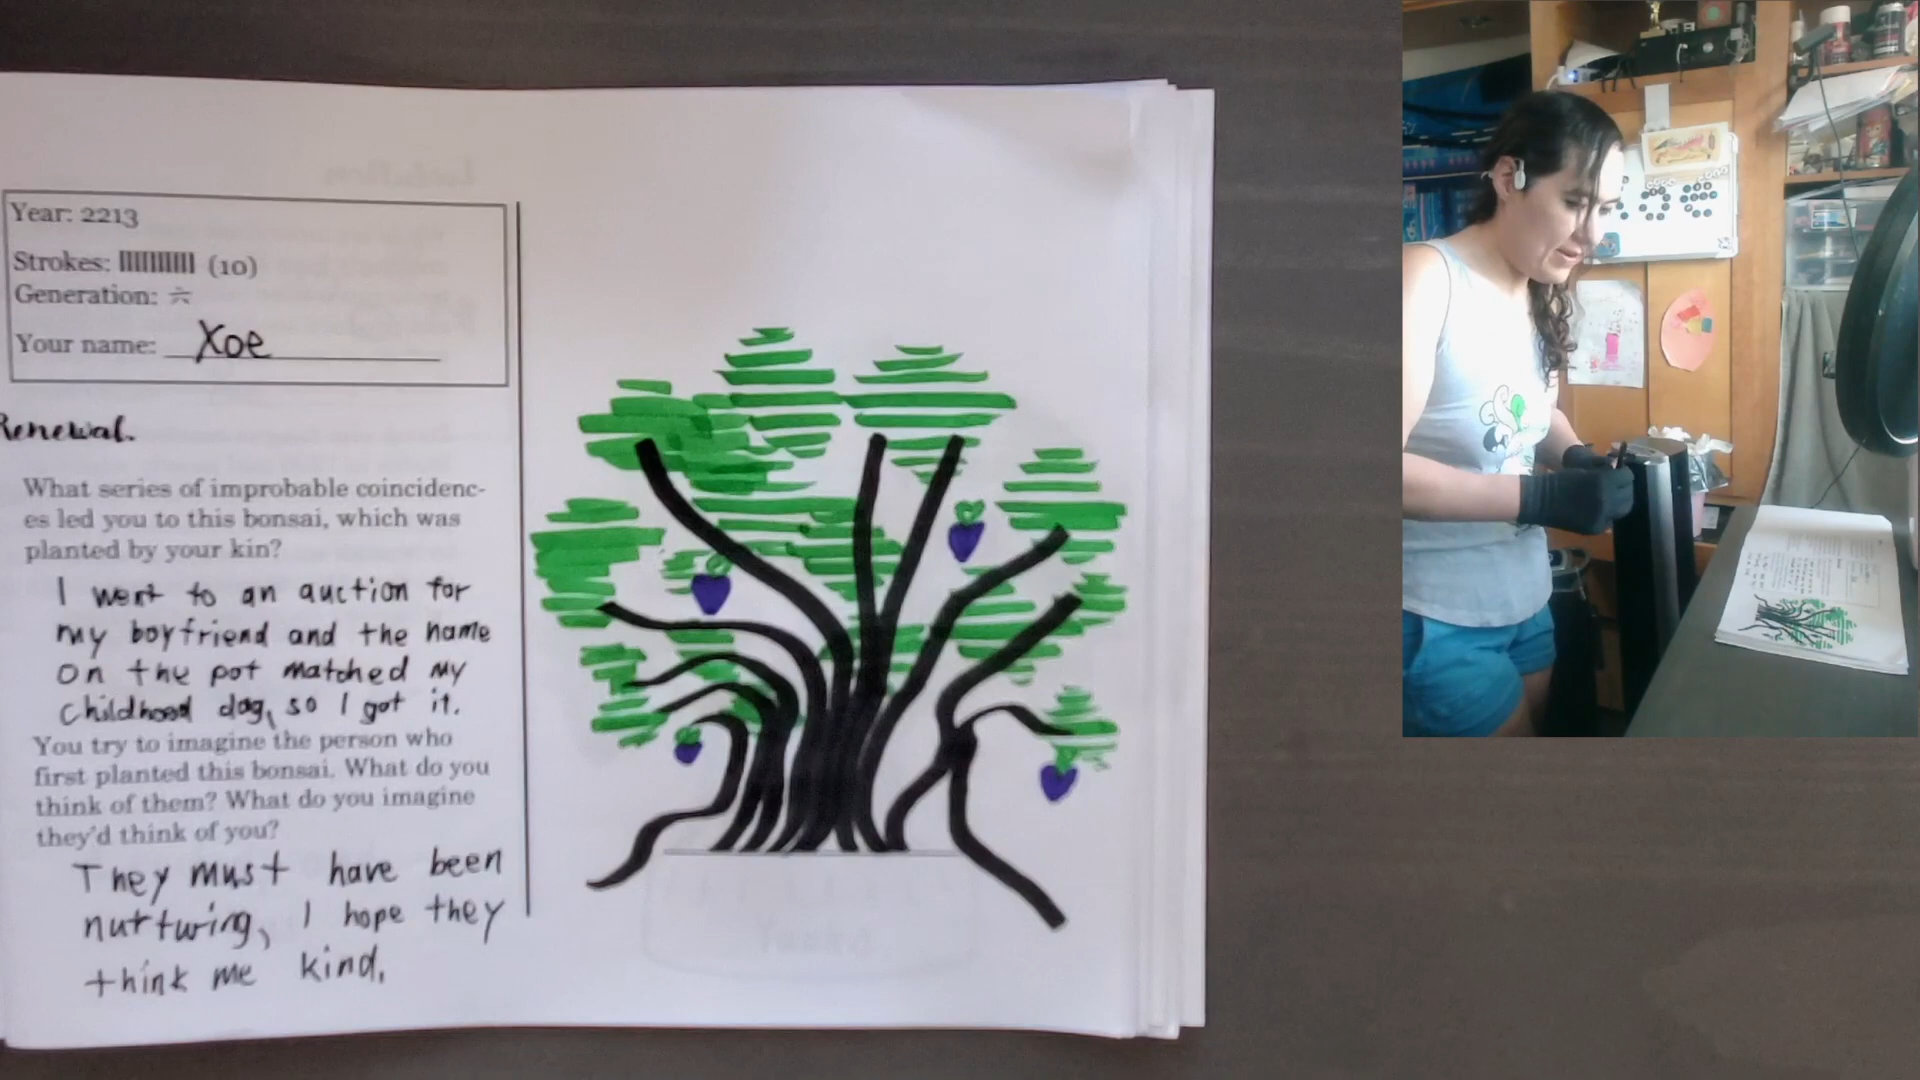 Year: 2213
Strokes: (10)
Generation: 六
Your name: Xoe
Renewal.
What series of improbable coincidenc-
es led you to this bonsai, which was
planted by your kin?
I went to an auction for
my boyfriend and the name
on the pot matched my
childhood dog, so I got it.
You try to imagine the person who
first planted this bonsai. What do you
think of them? What do you imagine
they'd think of you?
They must have been
nurturing, I hope they
think me kind.